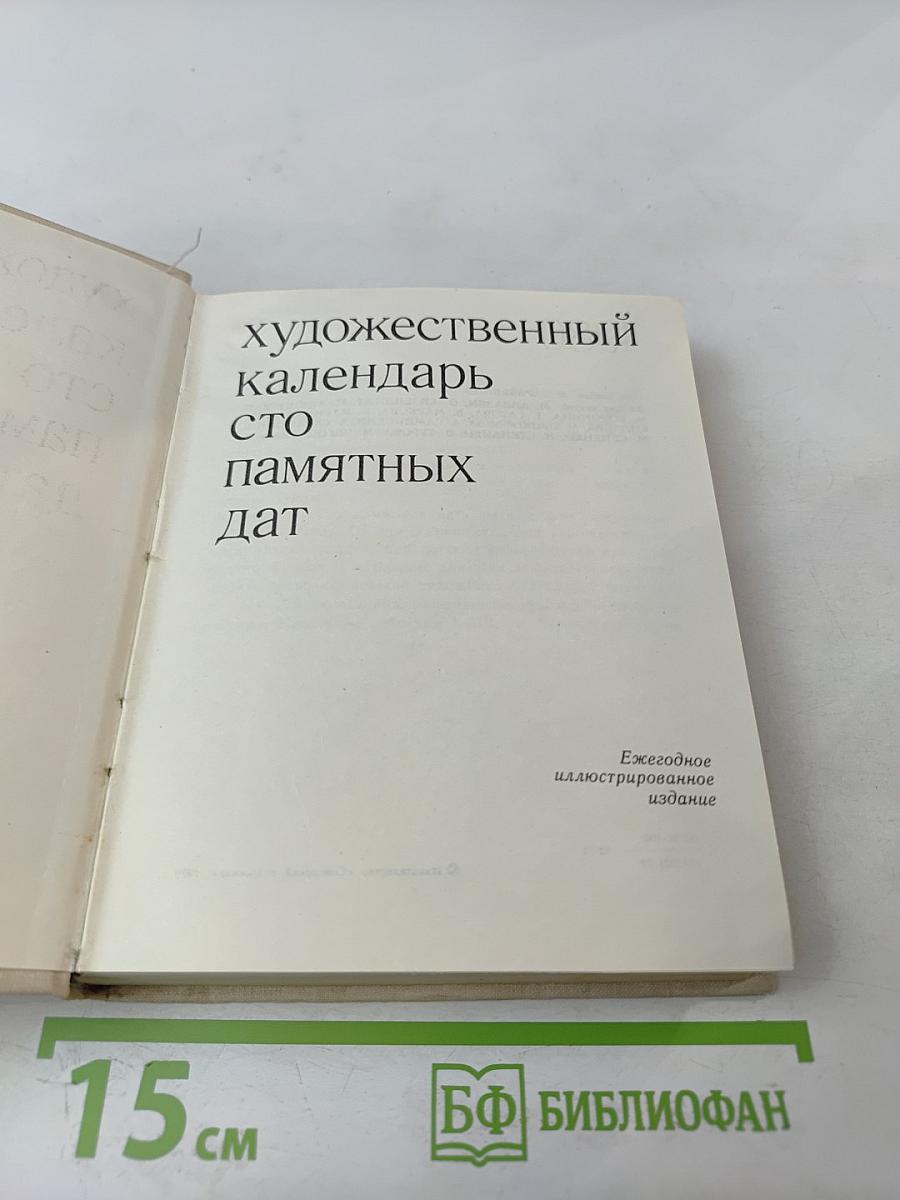 художественный
календарь
сто
памятных
дат
Ежегодное
иллюстрированное
издание
15 см
БФ БИБЛИОФАН